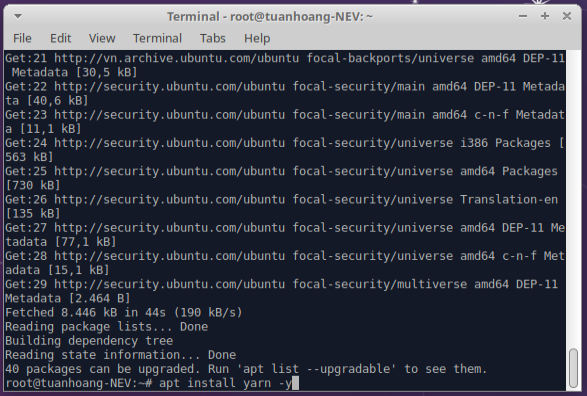 Terminal - root@tuanhoang-NEV: ~
File Edit View Terminal Tabs Help
Get:21 http://vn.archive.ubuntu.com/ubuntu focal-backports/universe amd64 DEP-11
 Metadata [30,5 kB]
Get:22 http://security.ubuntu.com/ubuntu focal-security/main amd64 DEP-11 Metada
ta [40,6 kB]
Get:23 http://security.ubuntu.com/ubuntu focal-security/main amd64 c-n-f Metadat
a [11,1 kB]
Get:24 http://security.ubuntu.com/ubuntu focal-security/universe i386 Packages [
563 kB]
Get:25 http://security.ubuntu.com/ubuntu focal-security/universe amd64 Packages
[730 kB]
Get:26 http://security.ubuntu.com/ubuntu focal-security/universe Translation-en
[135 kB]
Get:27 http://security.ubuntu.com/ubuntu focal-security/universe amd64 DEP-11 Me
tadata [77,1 kB]
Get:28 http://security.ubuntu.com/ubuntu focal-security/universe amd64 c-n-f Met
adata [15,1 kB]
Get:29 http://security.ubuntu.com/ubuntu focal-security/multiverse amd64 DEP-11
Metadata [2.464 B]
Fetched 8.446 kB in 44s (190 kB/s)
Reading package lists... Done
Building dependency tree
Reading state information... Done
40 packages can be upgraded. Run 'apt list --upgradable' to see them.
root@tuanhoang-NEV:~# apt install yarn -y